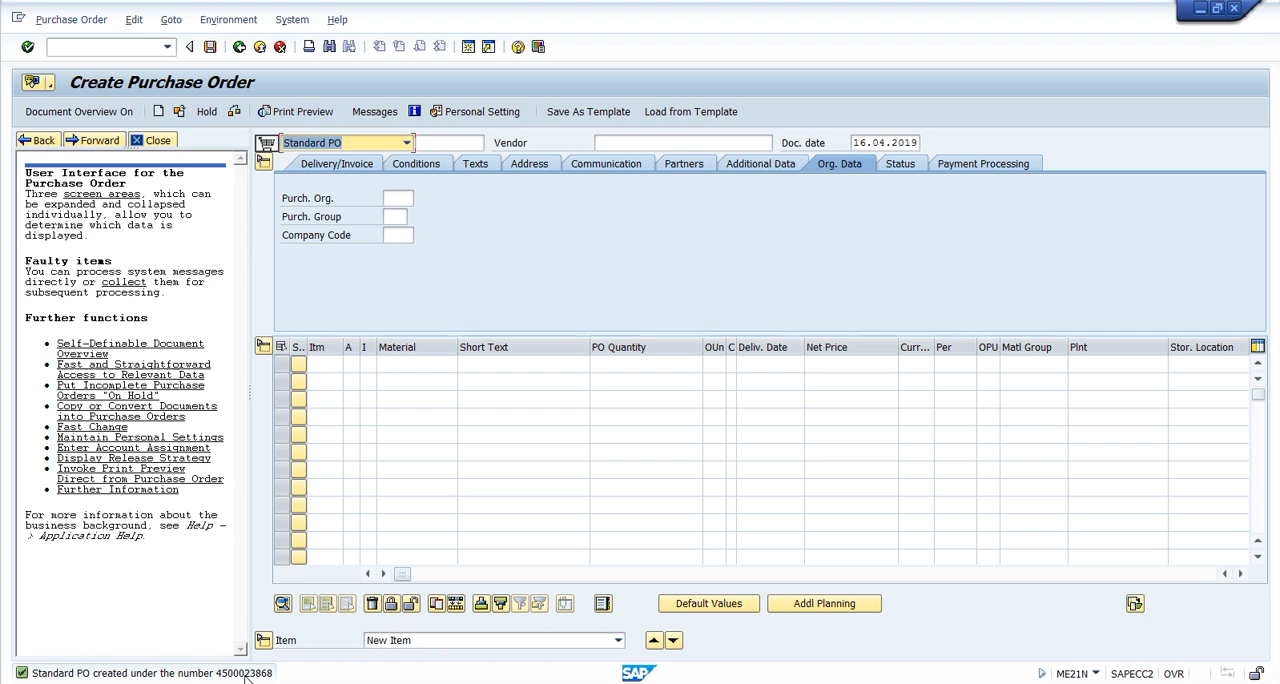 Purchase Order Edit Goto Environment System Help
Create Purchase Order
Document Overview On Hold Print Preview Messages Personal Setting Save As Template Load from Template
Back Forward Close
Standard PO Vendor Doc. date 16.04.2019
Delivery/Invoice Conditions Texts Address Communication Partners Additional Data Org. Data Status Payment Processing
User Interface for the
Purchase Order
Three screen areas, which can
be expanded and collapsed
individually, allow you to
determine which data is
displayed.
Faulty items
You can process system messages
directly or collect them for
subsequent processing.
Further functions
Self-Definable Document
Overview
Fast and Straightforward
Access to Relevant Data
Put Incomplete Purchase
Orders "On Hold"
Copy or Convert Documents
into Purchase Orders
Fast Change
Maintain Personal Settings
Enter Account Assignment
Display Release Strategy
Invoke Print Preview
Direct from Purchase Order
Further Information
For more information about the
business background, see Help -
> Application Help.
Purch. Org.
Purch. Group
Company Code
S.. Itm A I Material Short Text PO Quantity OUn C Deliv. Date Net Price Curr... Per OPU Matl Group Plnt Stor. Location
Default Values Addl Planning
Item New Item
Standard PO created under the number 4500023868 SAP ME21N SAPECC2 OVR